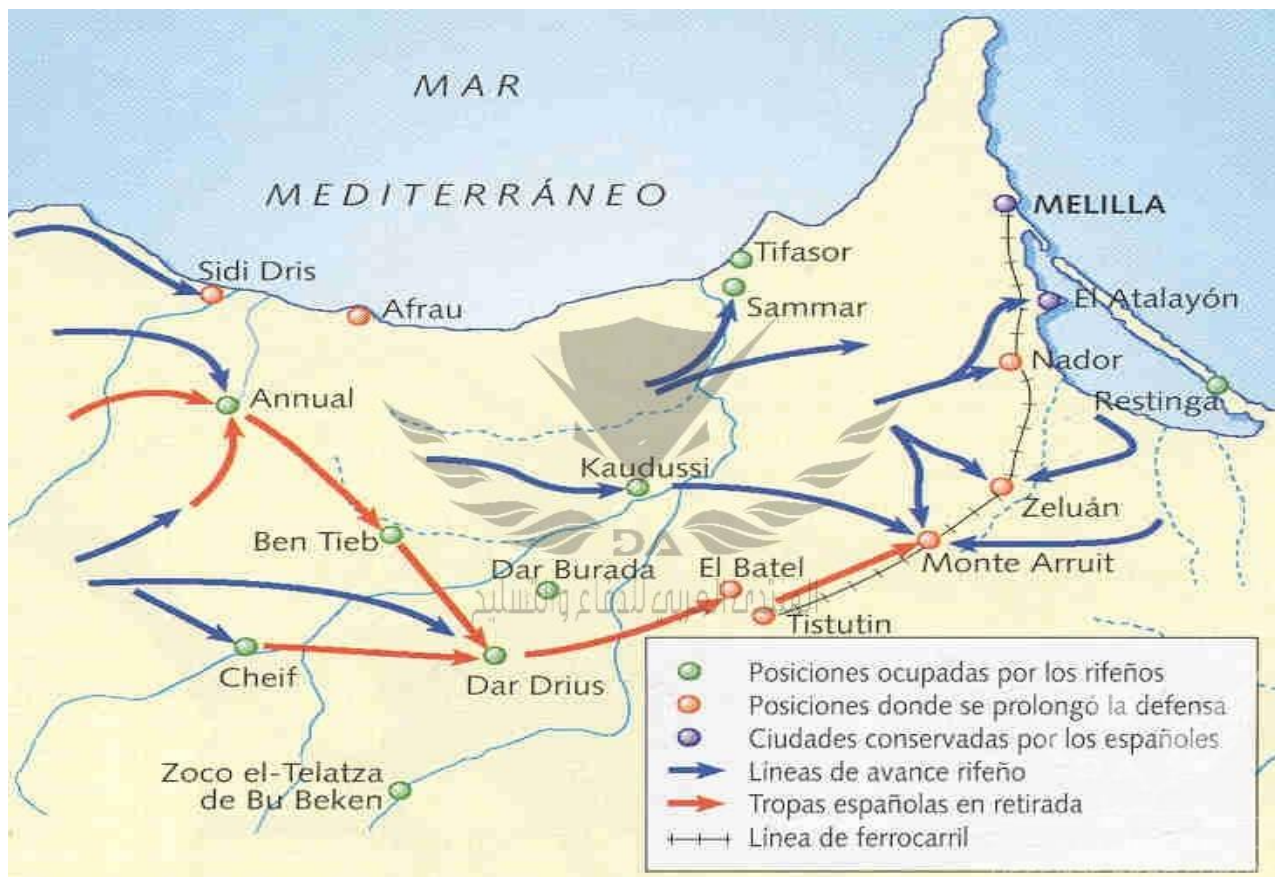 MAR
MEDITERRÁNEO
MELILLA
Tifasor
Sidi Dris
El Atalayón
Sammar
Afrau
Nador
Annual
Restinga
Kaudussi
Zeluán
Ben Tieb
Dar Burada
El Batel
Monte Arruit
Tistutin
Cheif
Dar Drius
Zoco el-Telatza
de Bu Beken
Posiciones ocupadas por los rifeños
Posiciones donde se prolongó la defensa
Ciudades conservadas por los españoles
Líneas de avance rifeño
Tropas españolas en retirada
Línea de ferrocarril